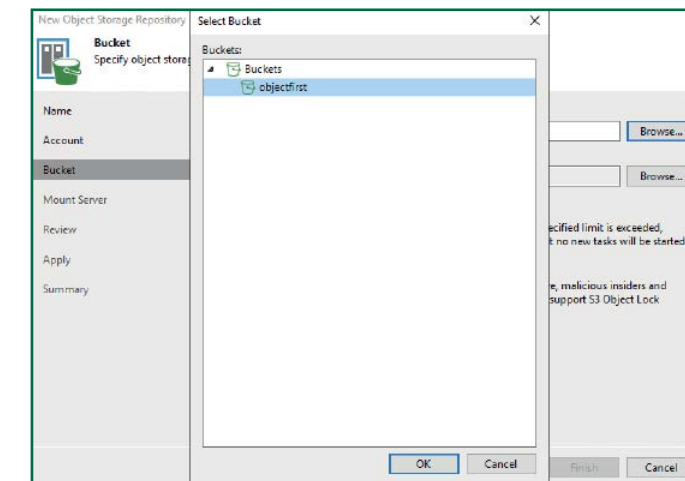 New Object Storage Repository
Bucket
Specify object storag
Name
Account
Bucket
Mount Server
Review
Apply
Summary
Select Bucket
Buckets:
Buckets
objectfirst
OK Cancel
Browse...
Browse...
ecified limit is exceeded,
t no new tasks will be started
e, malicious insiders and
support S3 Object Lock
Finish Cancel